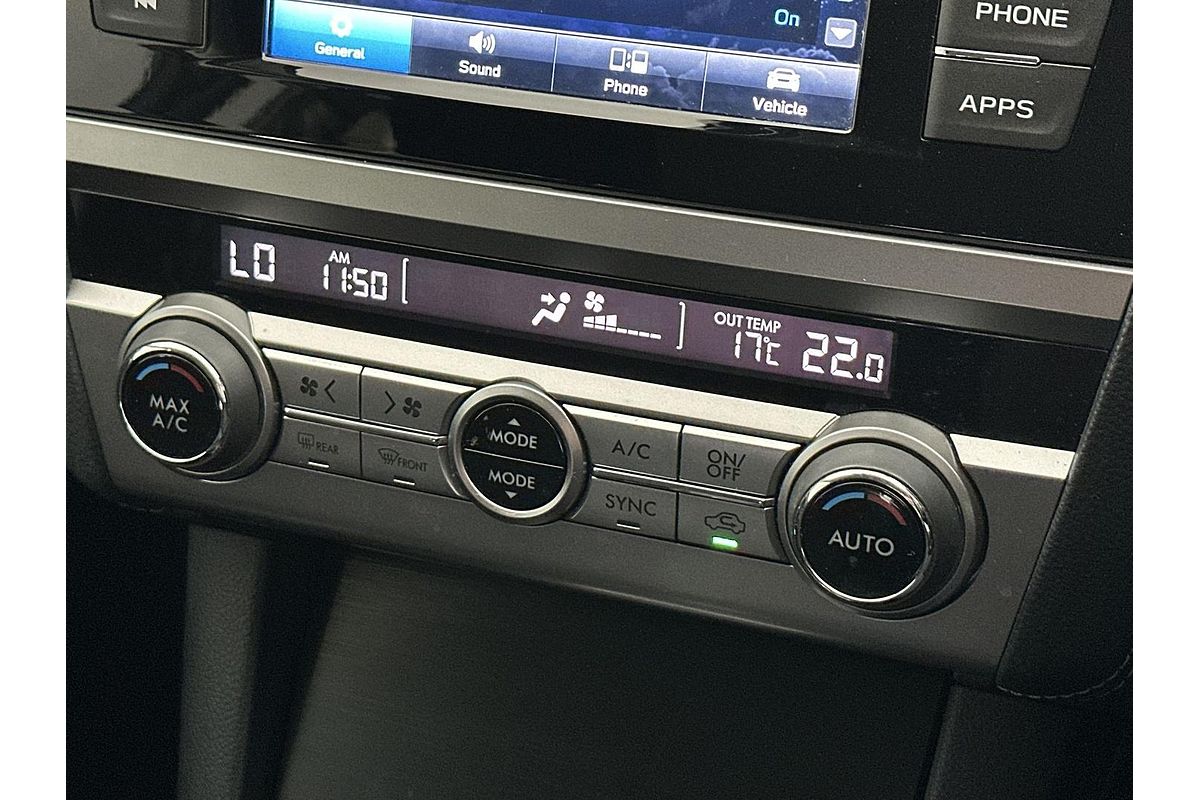 On
PHONE
General
Sound
Phone
Vehicle
APPS
LO
AM
11:50
OUT TEMP
17°C
22.0
MAX
A/C
REAR
FRONT
MODE
MODE
A/C
ON/
OFF
SYNC
AUTO